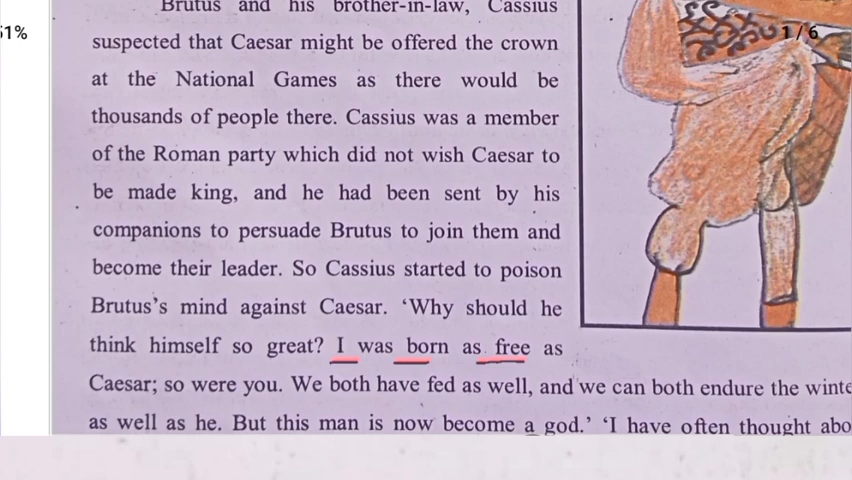 51%
1 / 6
Brutus and his brother-in-law, Cassius
suspected that Caesar might be offered the crown
at the National Games as there would be
thousands of people there. Cassius was a member
of the Roman party which did not wish Caesar to
be made king, and he had been sent by his
companions to persuade Brutus to join them and
become their leader. So Cassius started to poison
Brutus's mind against Caesar. 'Why should he
think himself so great? I was born as free as
Caesar; so were you. We both have fed as well, and we can both endure the winte
as well as he. But this man is now become a god.' 'I have often thought abo